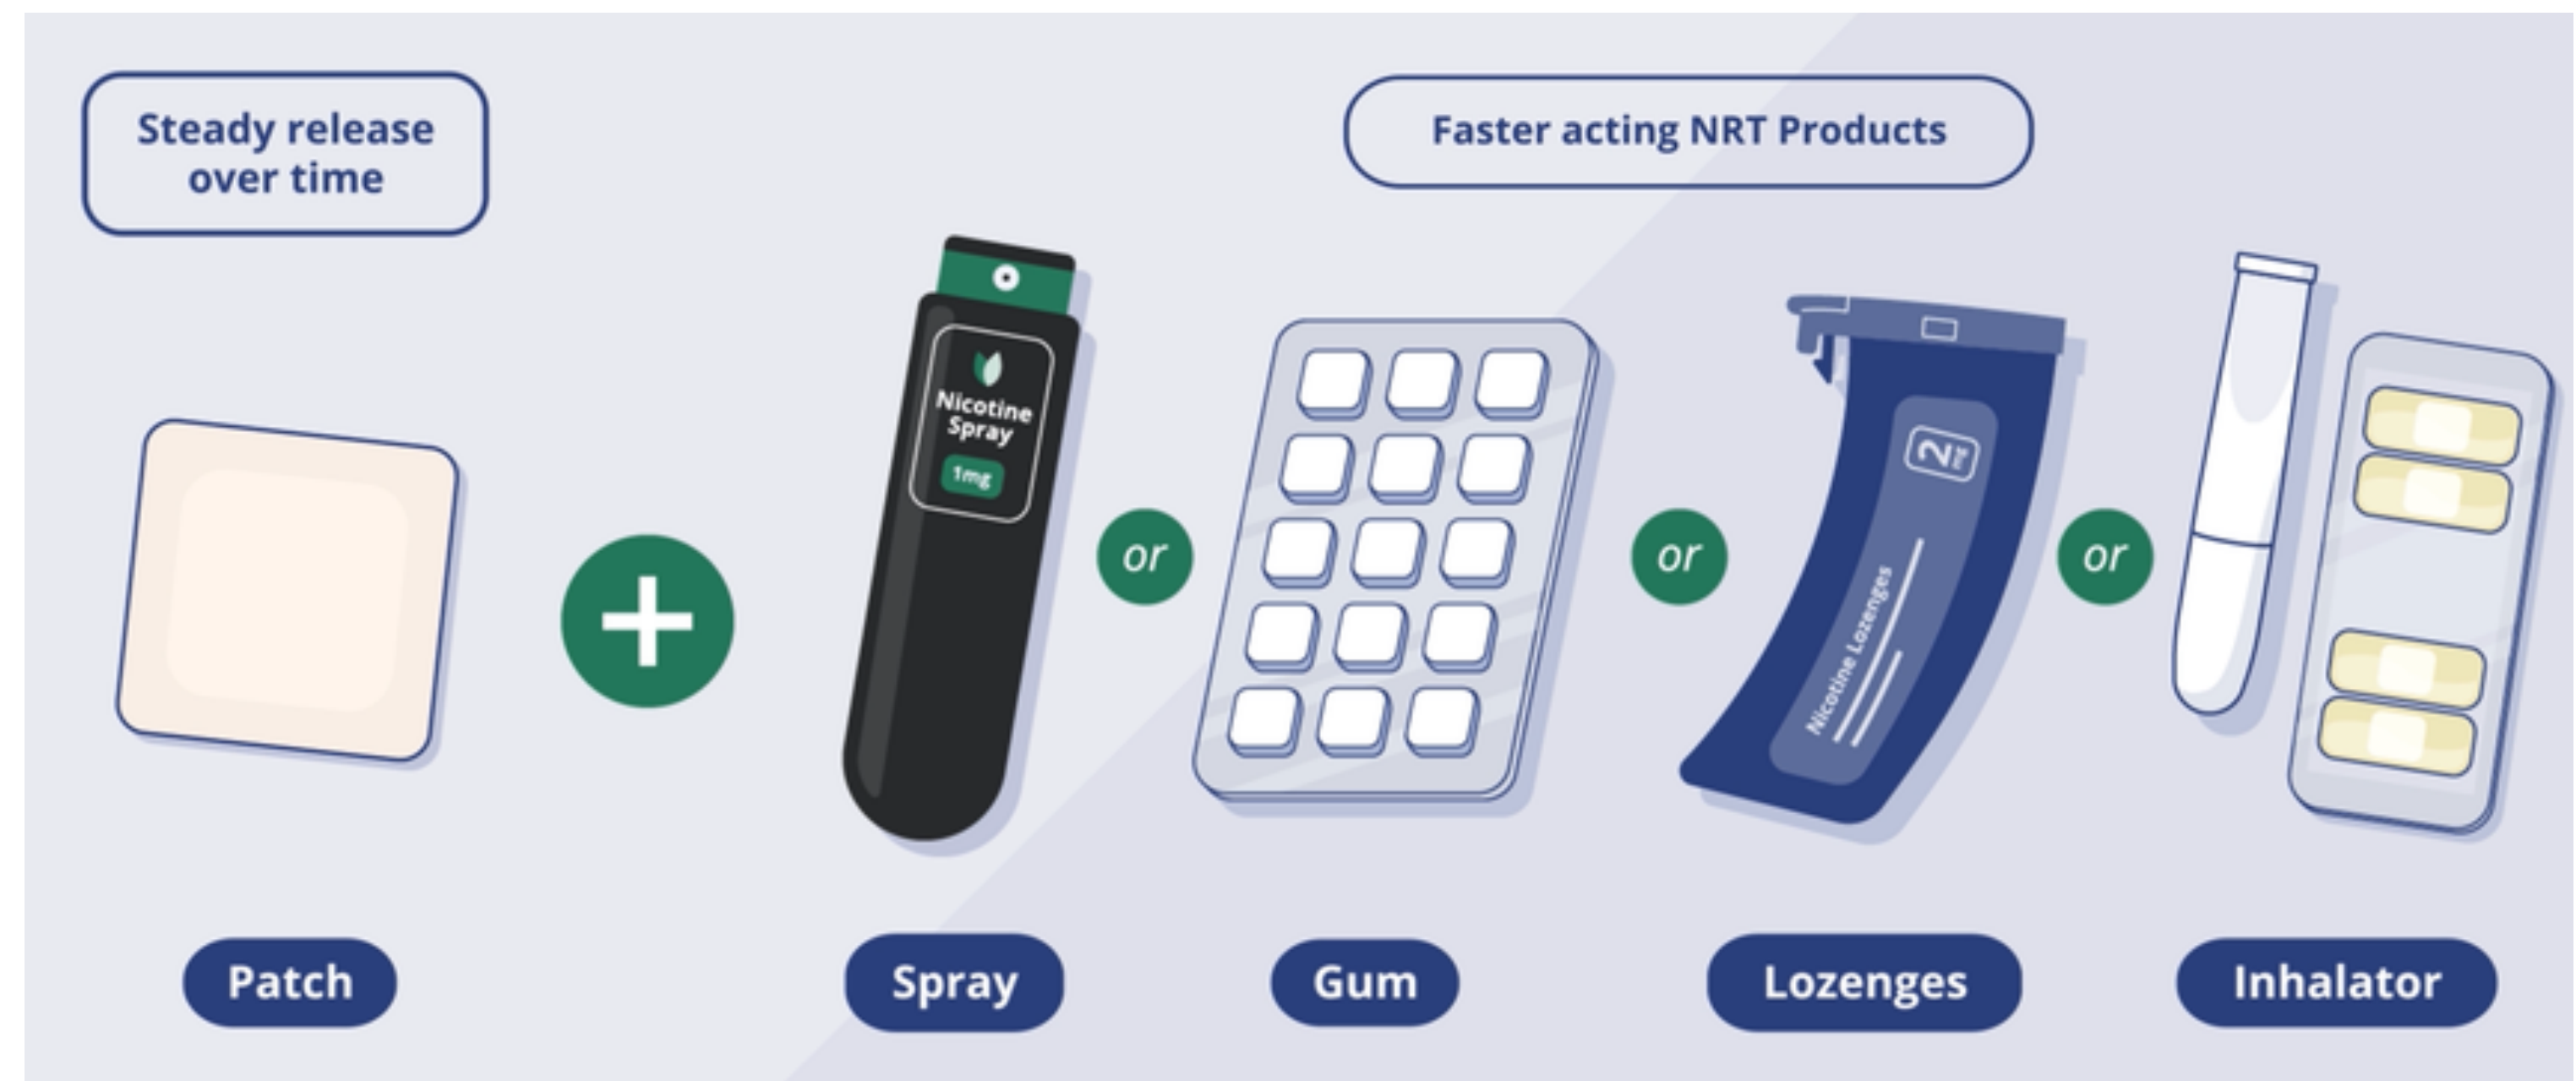 Steady release
over time
Faster acting NRT Products
Nicotine
Spray
1mg
or
or
2
mg
Nicotine Lozenges
or
Patch
Spray
Gum
Lozenges
Inhalator